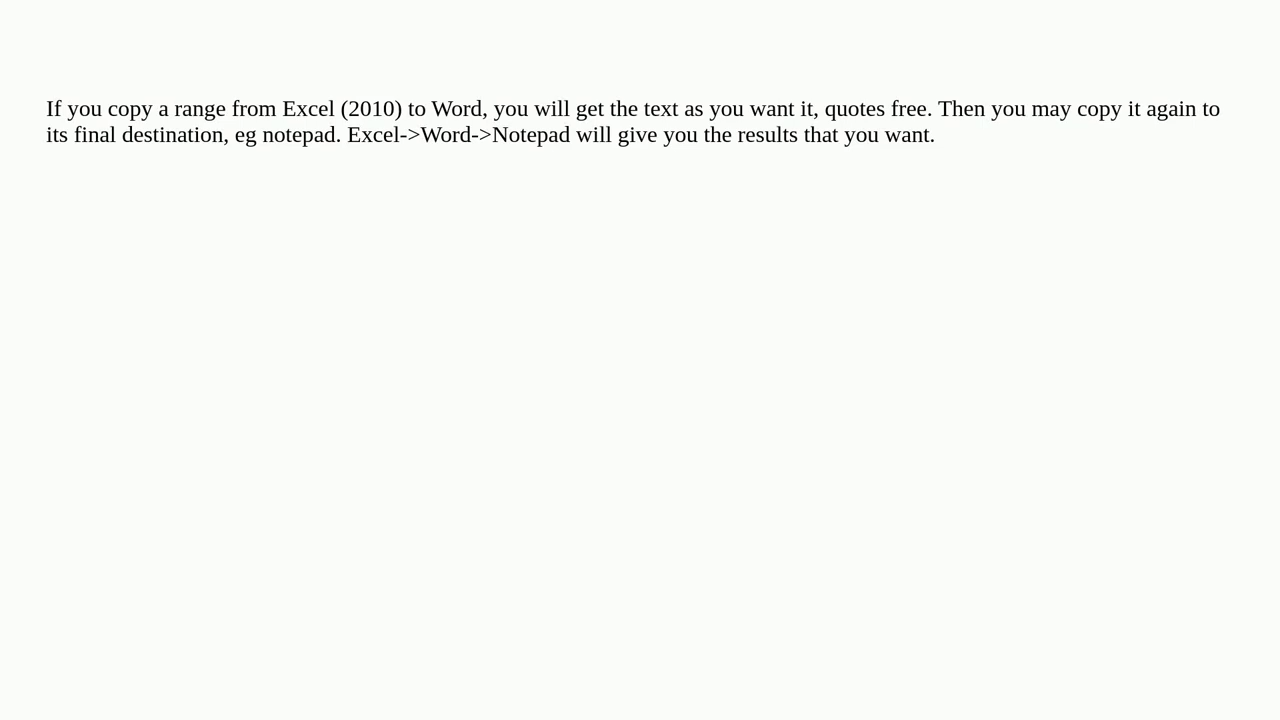 If you copy a range from Excel (2010) to Word, you will get the text as you want it, quotes free. Then you may copy it again to
its final destination, eg notepad. Excel->Word->Notepad will give you the results that you want.